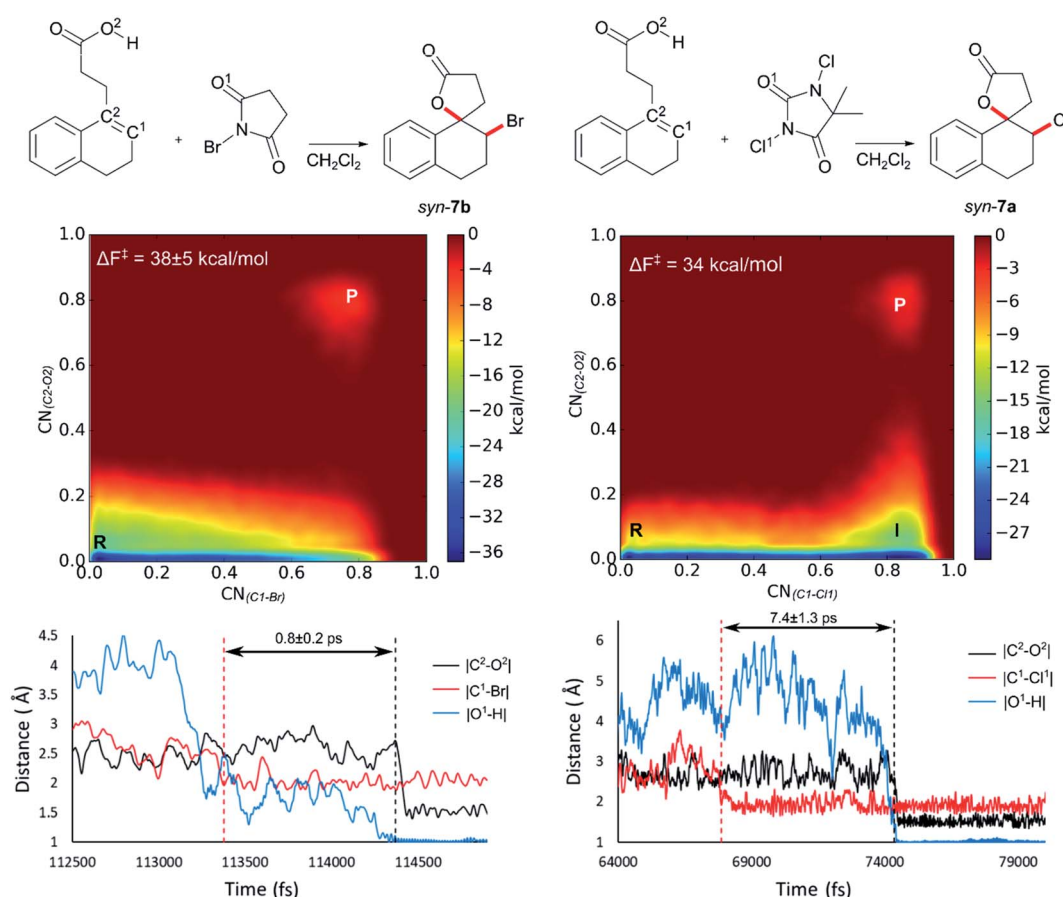 O
O²
H
2
1
+
O¹
N
Br
O
CH₂Cl₂
O
O
Br
syn-7b
O
O²
H
2
1
+
Cl
O¹
N
N
Cl¹
O
CH₂Cl₂
O
O
C
syn-7a
ΔF‡ = 38±5 kcal/mol
P
R
1.0
0.8
0.6
0.4
0.2
0.0
CN(C2-O2)
0.0 0.2 0.4 0.6 0.8 1.0
CN(C1-Br)
0
−4
−8
−12
−16
−20
−24
−28
−32
−36
kcal/mol
ΔF‡ = 34 kcal/mol
P
R
I
1.0
0.8
0.6
0.4
0.2
0.0
CN(C2-O2)
0.0 0.2 0.4 0.6 0.8 1.0
CN(C1-Cl1)
0
−3
−6
−9
−12
−15
−18
−21
−24
−27
kcal/mol
0.8±0.2 ps
|C²-O²|
|C¹-Br|
|O¹-H|
4.5
4
3.5
3
2.5
2
1.5
1
Distance (Å)
112500 113000 113500 114000 114500
Time (fs)
7.4±1.3 ps
|C²-O²|
|C¹-Cl¹|
|O¹-H|
6
5
4
3
2
1
Distance (Å)
64000 69000 74000 79000
Time (fs)